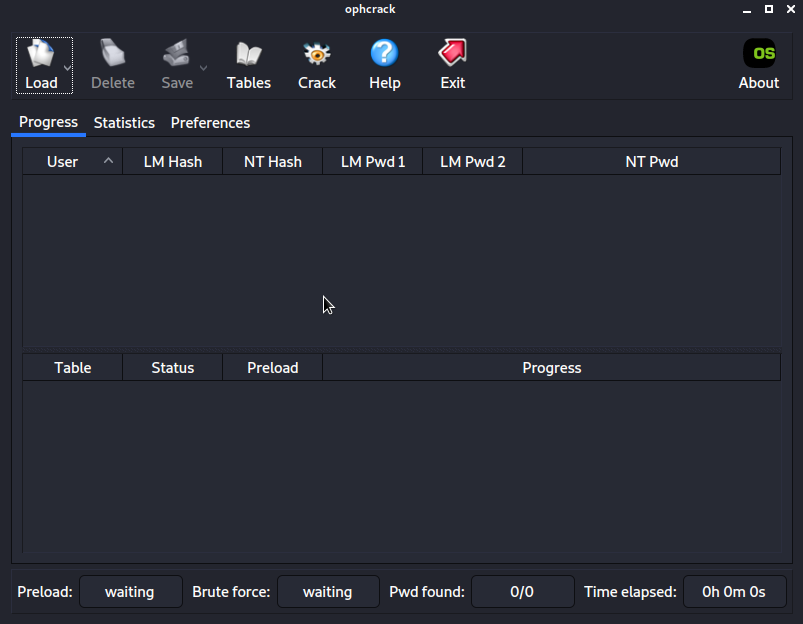 ophcrack
Load Delete Save Tables Crack Help Exit OS About
Progress Statistics Preferences
User LM Hash NT Hash LM Pwd 1 LM Pwd 2 NT Pwd
Table Status Preload Progress
Preload: waiting Brute force: waiting Pwd found: 0/0 Time elapsed: 0h 0m 0s